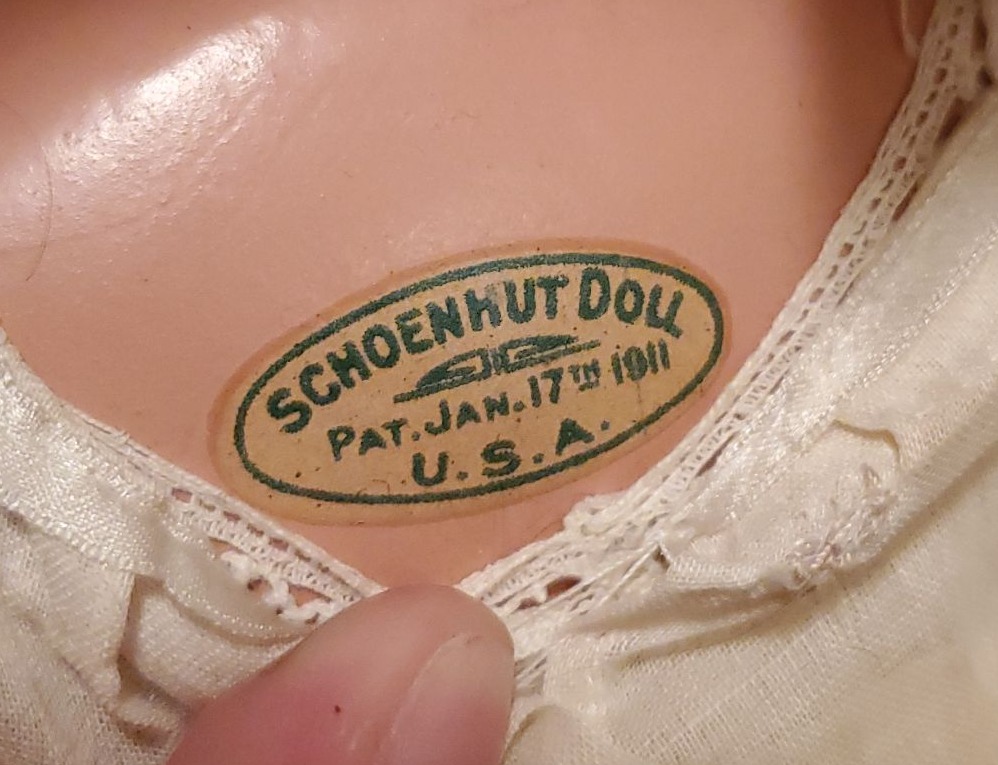 SCHOENHUT DOLL
PAT. JAN. 17TH 1911
U.S.A.